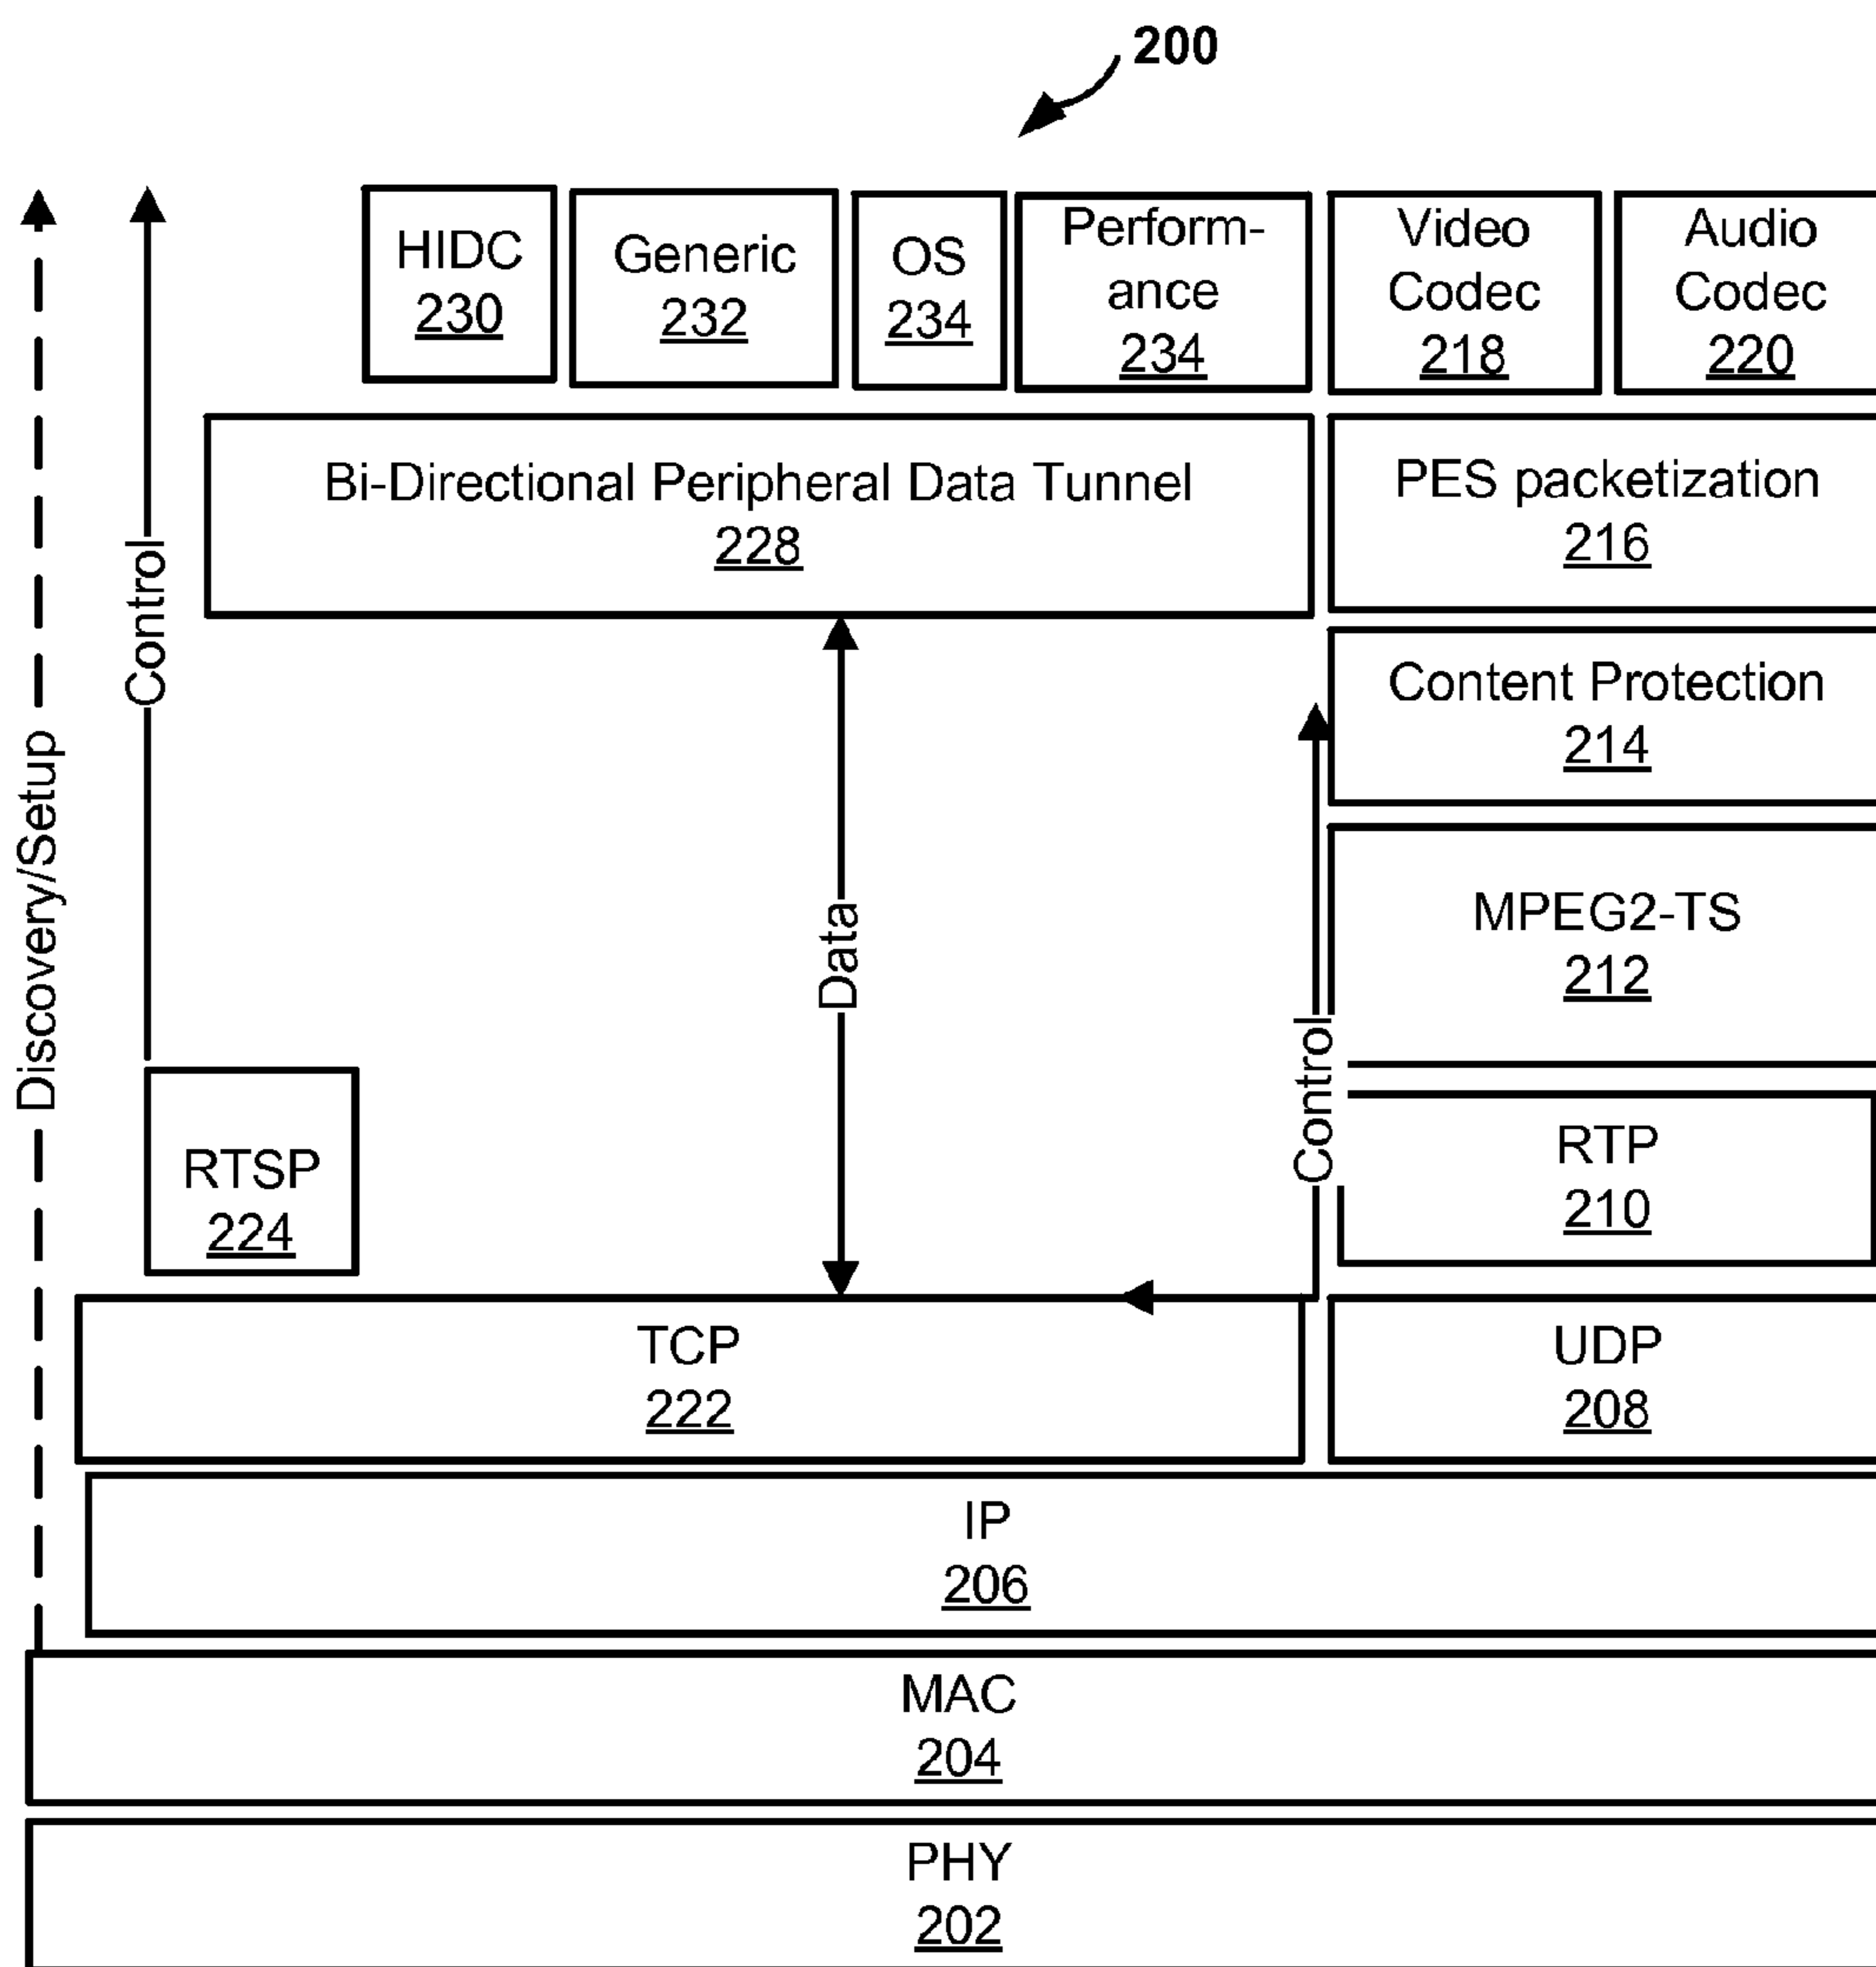 200
HIDC
230
Generic
232
OS
234
Perform-
ance
234
Video
Codec
218
Audio
Codec
220
Bi-Directional Peripheral Data Tunnel
228
PES packetization
216
Control
Content Protection
214
Discovery/Setup
Data
MPEG2-TS
212
Control
RTSP
224
RTP
210
TCP
222
UDP
208
IP
206
MAC
204
PHY
202